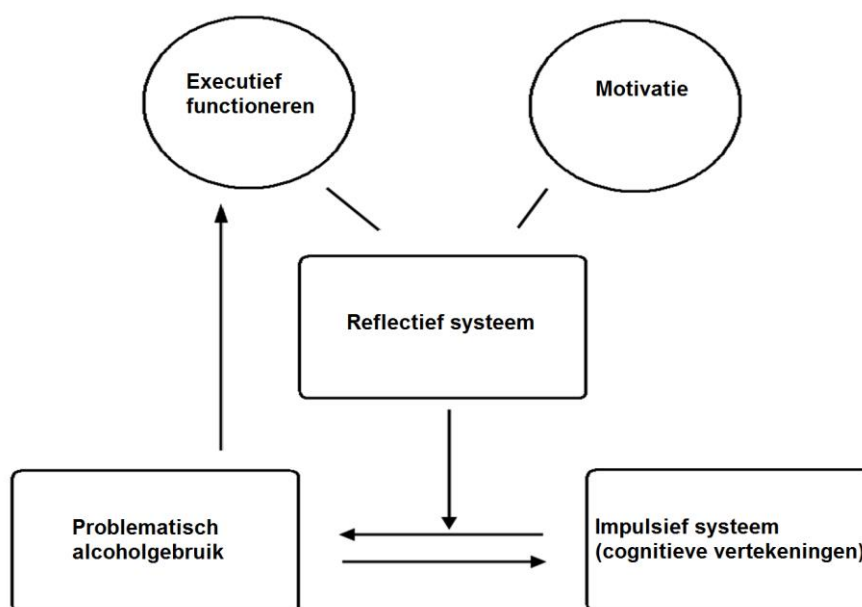 Executief
functioneren
Motivatie
Reflectief systeem
Problematisch
alcoholgebruik
Impulsief systeem
(cognitieve vertekeningen)